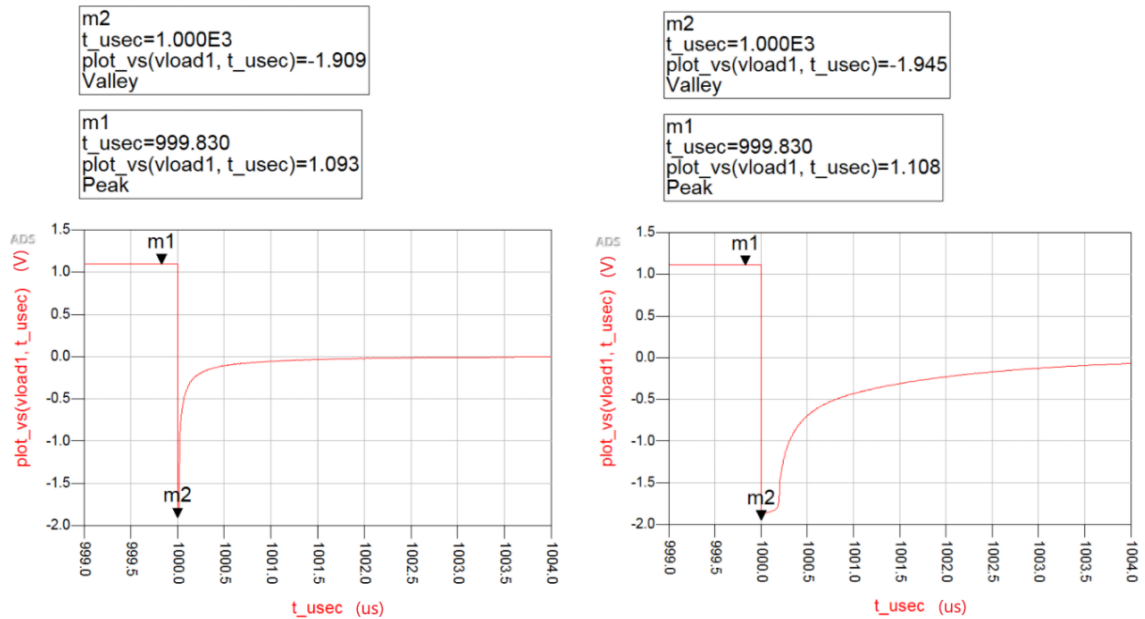 m2
t_usec=1.000E3
plot_vs(vload1, t_usec)=-1.909
Valley
m1
t_usec=999.830
plot_vs(vload1, t_usec)=1.093
Peak
ADS
m1
m2
1.5
1.0
0.5
0.0
-0.5
-1.0
-1.5
-2.0
plot_vs(vload1, t_usec) (V)
999.0
999.5
1000.0
1000.5
1001.0
1001.5
1002.0
1002.5
1003.0
1003.5
1004.0
t_usec (us)
m2
t_usec=1.000E3
plot_vs(vload1, t_usec)=-1.945
Valley
m1
t_usec=999.830
plot_vs(vload1, t_usec)=1.108
Peak
ADS
m1
m2
1.5
1.0
0.5
0.0
-0.5
-1.0
-1.5
-2.0
plot_vs(vload1, t_usec) (V)
999.0
999.5
1000.0
1000.5
1001.0
1001.5
1002.0
1002.5
1003.0
1003.5
1004.0
t_usec (us)